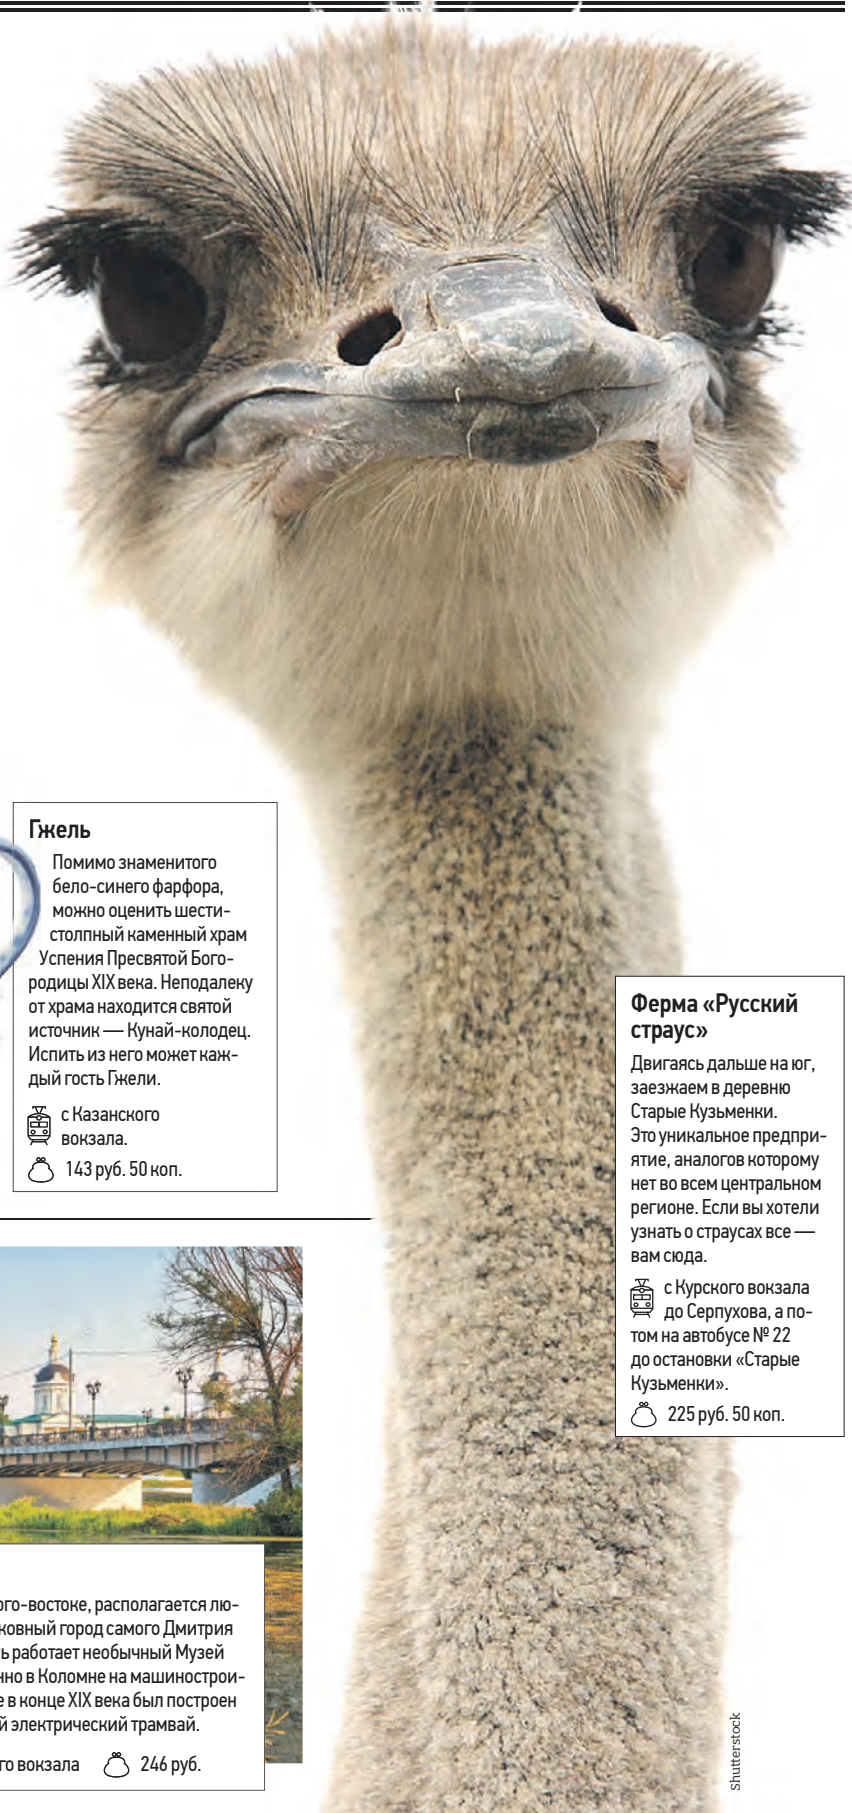 Гжель
Помимо знаменитого
бело-синего фарфора,
можно оценить шести-
столпный каменный храм
Успения Пресвятой Бого-
родицы XIX века. Неподалеку
от храма находится святой
источник — Кунай-колодец.
Испить из него может каж-
дый гость Гжели.
с Казанского
вокзала.
143 руб. 50 коп.
Ферма «Русский
страус»
Двигаясь дальше на юг,
заезжаем в деревню
Старые Кузьменки.
Это уникальное предпри-
ятие, аналогов которому
нет во всем центральном
регионе. Если вы хотели
узнать о страусах все —
вам сюда.
с Курского вокзала
до Серпухова, а по-
том на автобусе № 22
до остановки «Старые
Кузьменки».
225 руб. 50 коп.
ого-востоке, располагается лю-
ковный город самого Дмитрия
ь работает необычный Музей
нно в Коломне на машинострои-
е в конце XIX века был построен
й электрический трамвай.
го вокзала 246 руб.
Shutterstock